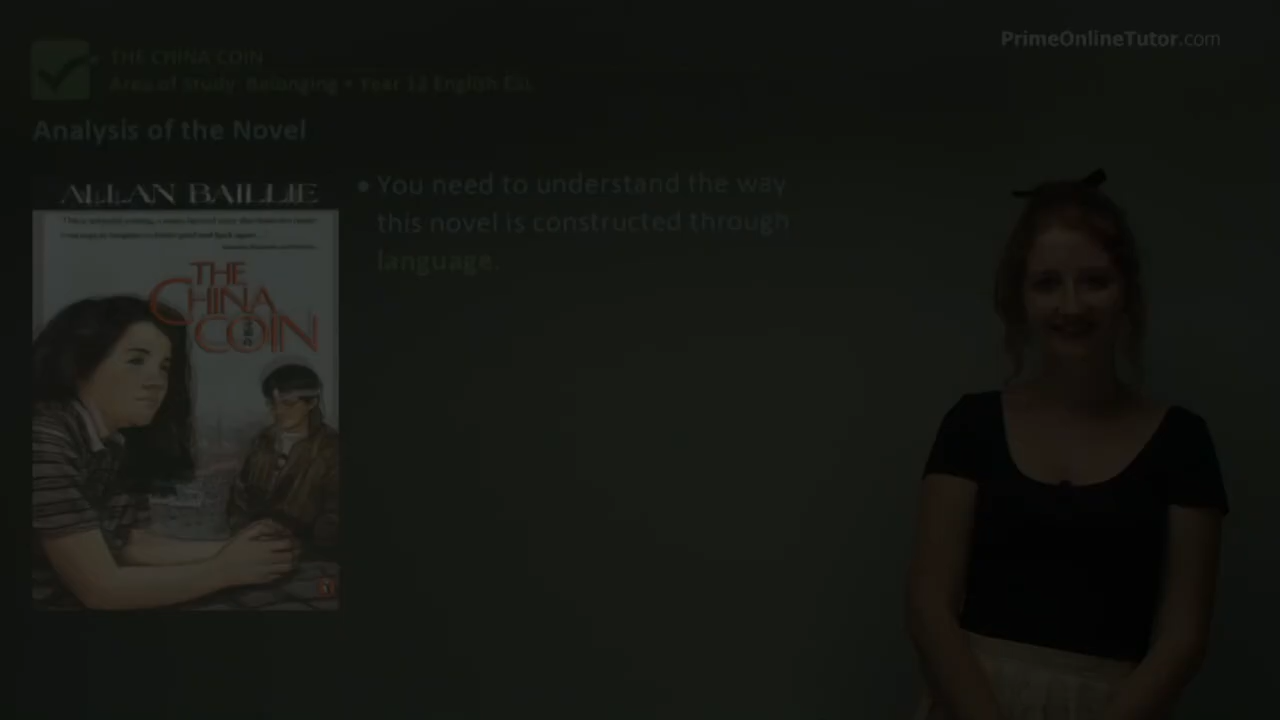 PrimeOnlineTutor.com
THE CHINA COIN
Area of Study: Belonging • Year 12 English ESL
Analysis of the Novel
ALLAN BAILLIE
THE
CHINA
COIN
• You need to understand the way
this novel is constructed through
language.